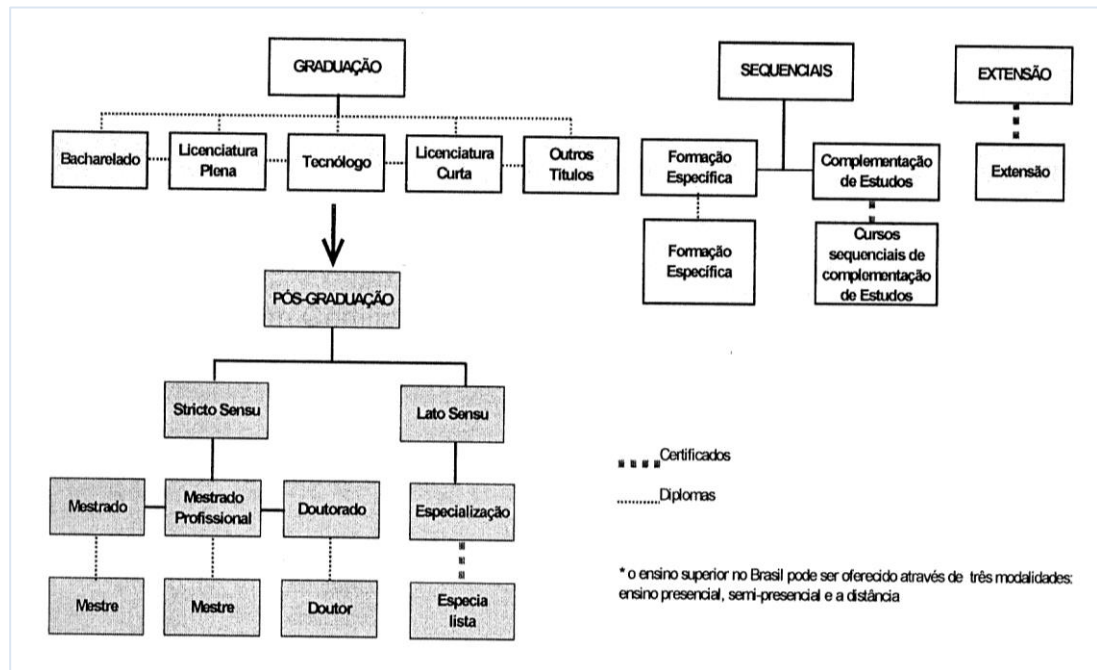 GRADUAÇÃO
SEQUENCIAIS
EXTENSÃO
Bacharelado
Licenciatura
Plena
Tecnólogo
Licenciatura
Curta
Outros
Titulos
Formação
Específica
Complementação
de Estudos
Extensão
Formação
Específica
Cursos
sequenciais de
complementação
de Estudos
PÓS-GRADUAÇÃO
Stricto Sensu
Lato Sensu
Certificados
Diplomas
Mestrado
Mestrado
Profissional
Doutorado
Especialização
Mestre
Mestre
Doutor
Especia
lista
* o ensino superior no Brasil pode ser oferecido através de três modalidades:
ensino presencial, semi-presencial e a distância